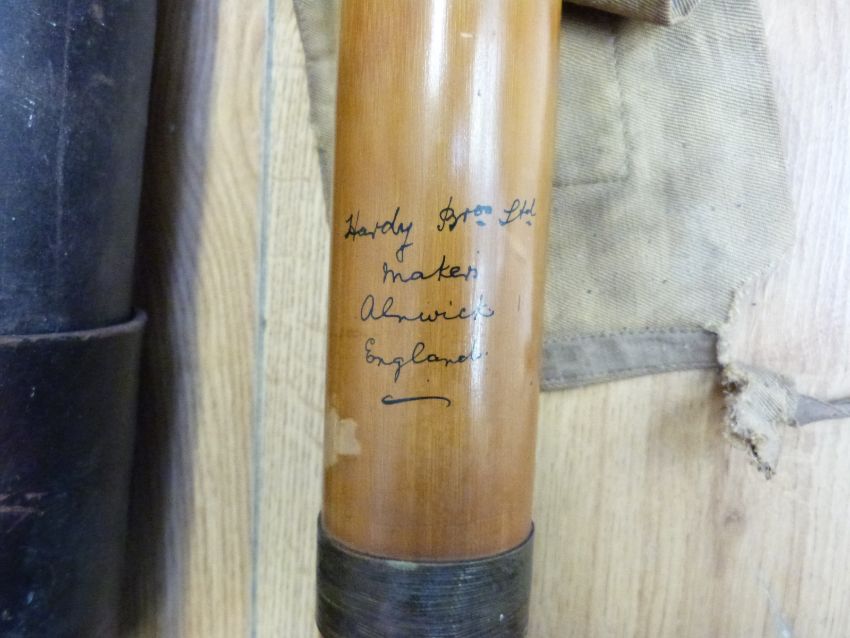 Hardy Bros Ltd
Makers
Alnwick
England.